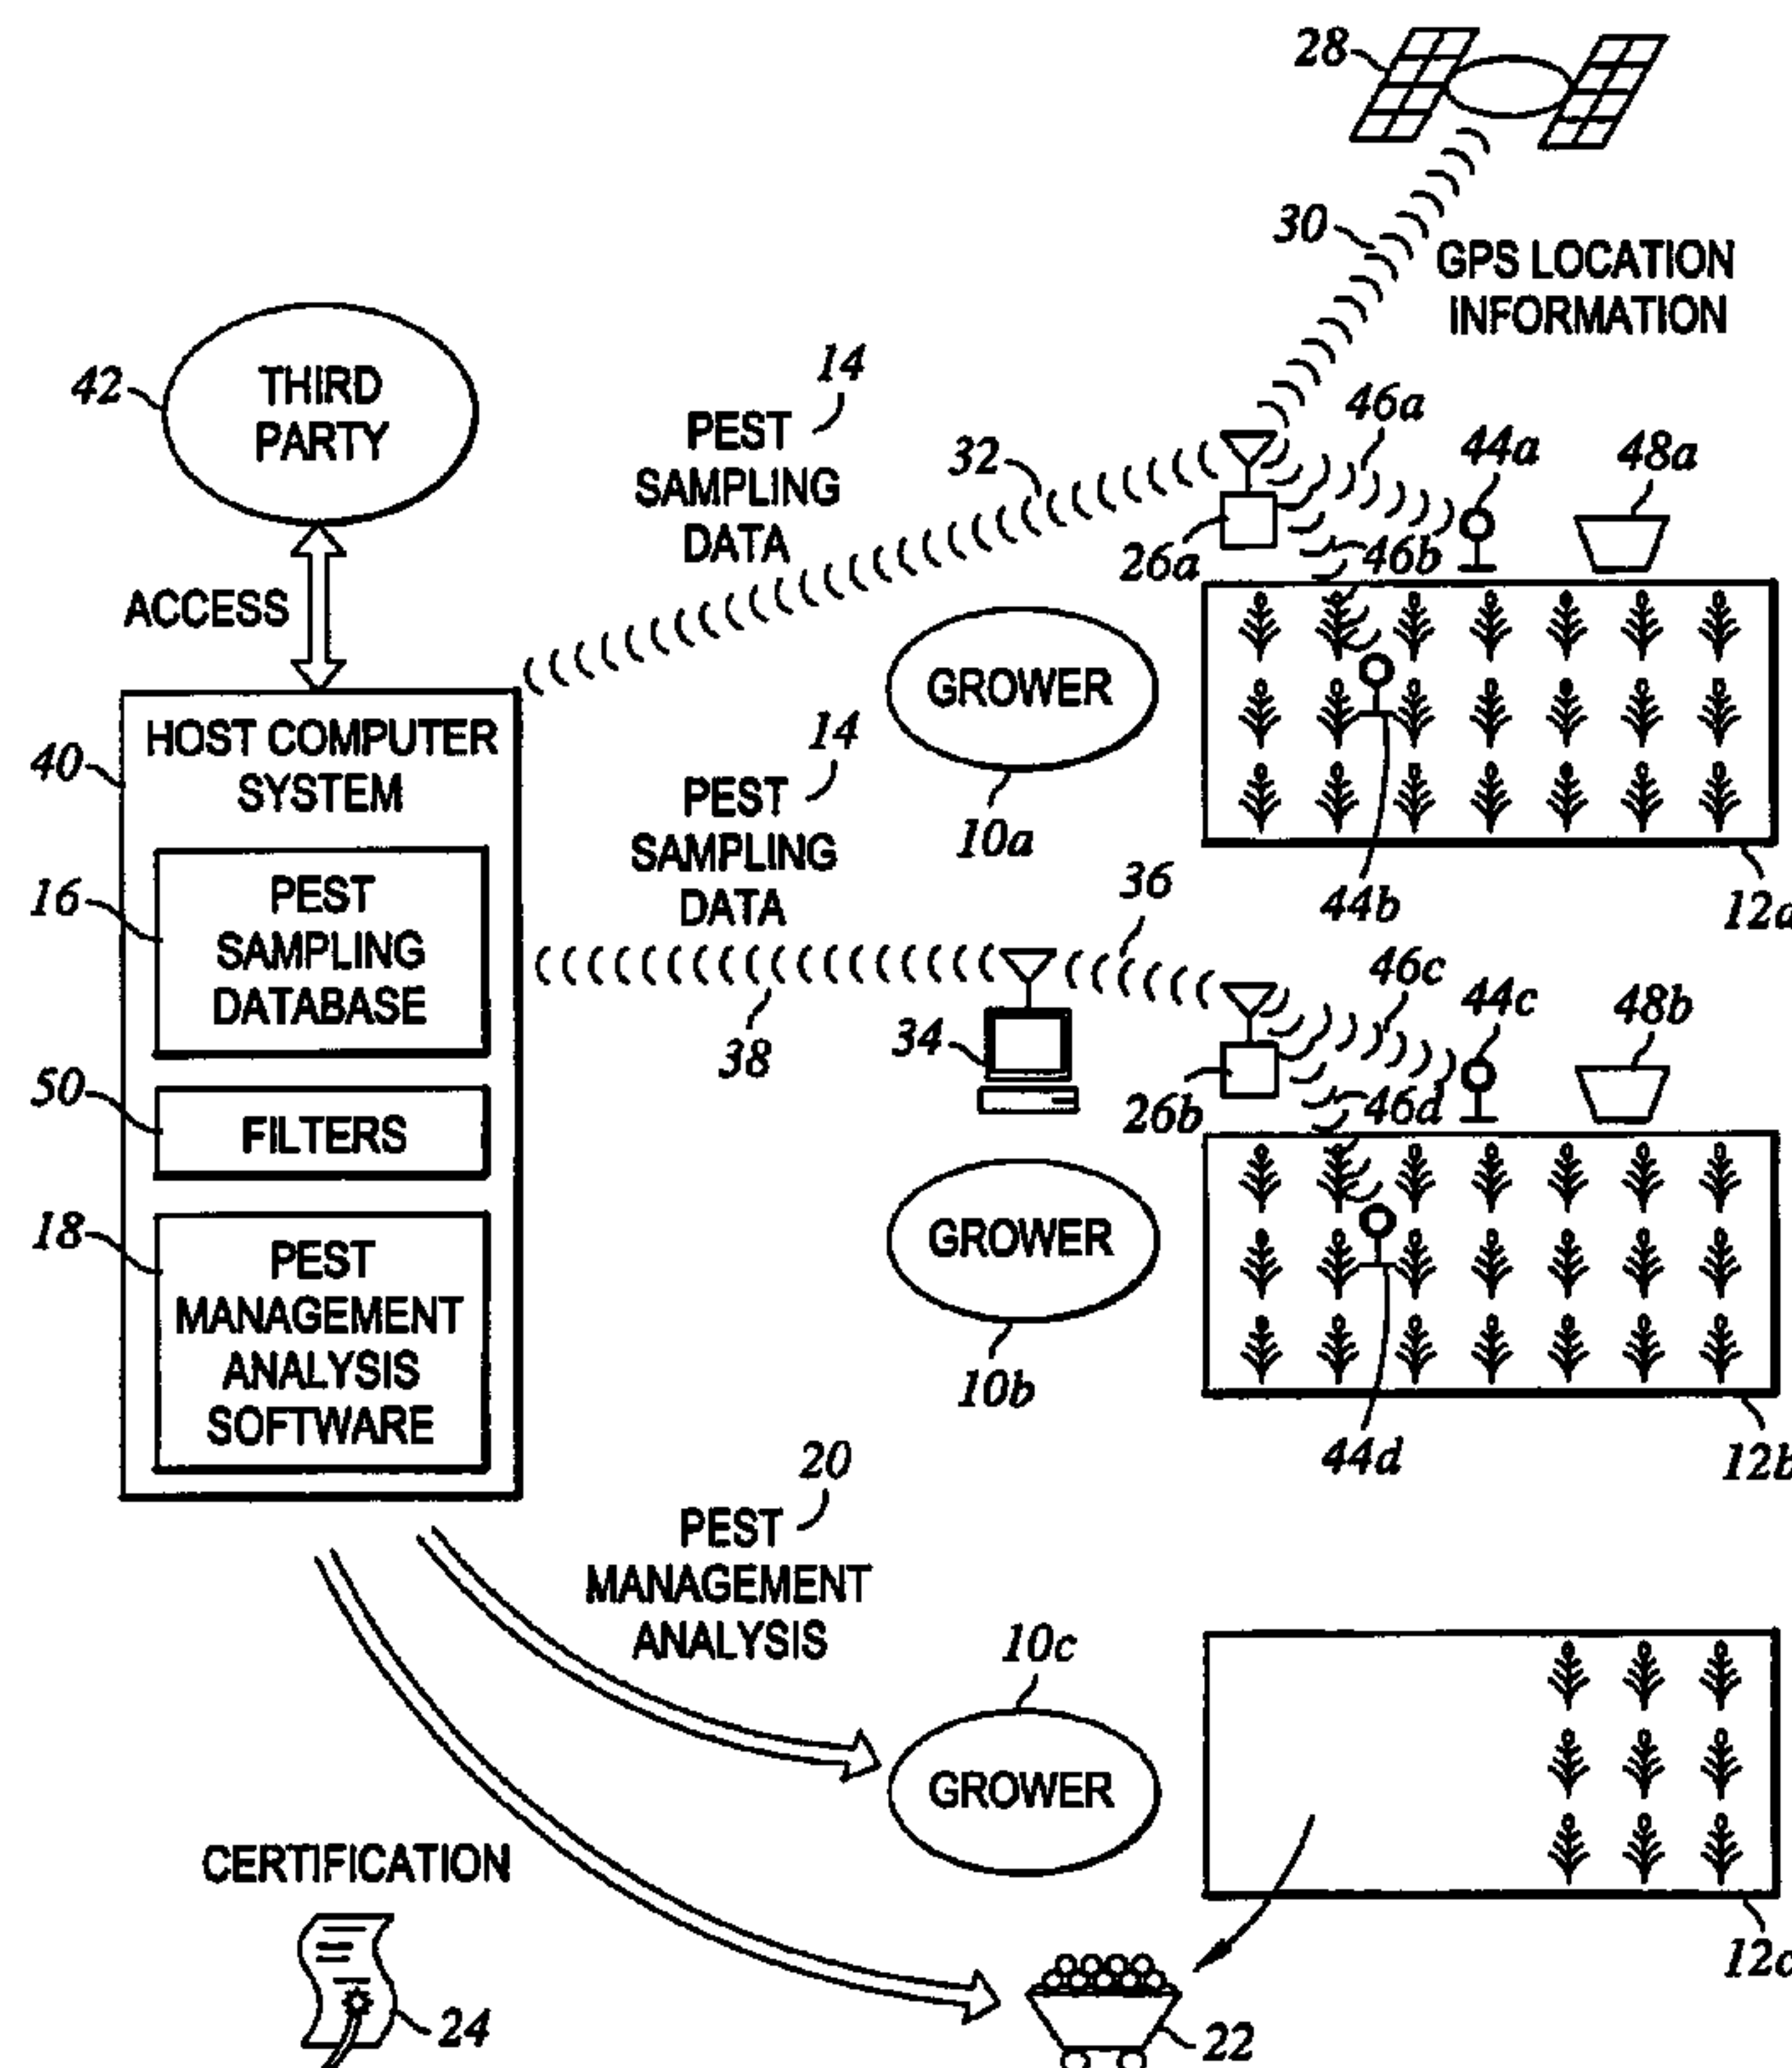 28
30
GPS LOCATION
INFORMATION
42
THIRD
PARTY
14
PEST
SAMPLING
DATA
32
46a
44a
48a
26a
46b
ACCESS
GROWER
10a
44b
12a
HOST COMPUTER
SYSTEM
40
14
PEST
SAMPLING
DATA
16
PEST
SAMPLING
DATABASE
36
38
34
46c
44c
48b
26b
46d
50
FILTERS
GROWER
10b
44d
12b
18
PEST
MANAGEMENT
ANALYSIS
SOFTWARE
20
PEST
MANAGEMENT
ANALYSIS
10c
GROWER
CERTIFICATION
24
22